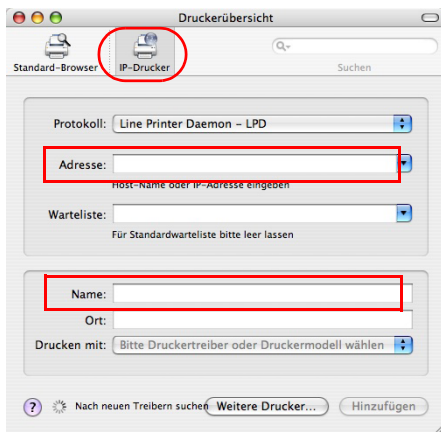 Druckerübersicht
Standard-Browser IP-Drucker Suchen
Protokoll: Line Printer Daemon – LPD
Adresse:
Host-Name oder IP-Adresse eingeben
Warteliste:
Für Standardwarteliste bitte leer lassen
Name:
Ort:
Drucken mit: Bitte Druckertreiber oder Druckermodell wählen
? Nach neuen Treibern suchen Weitere Drucker... Hinzufügen